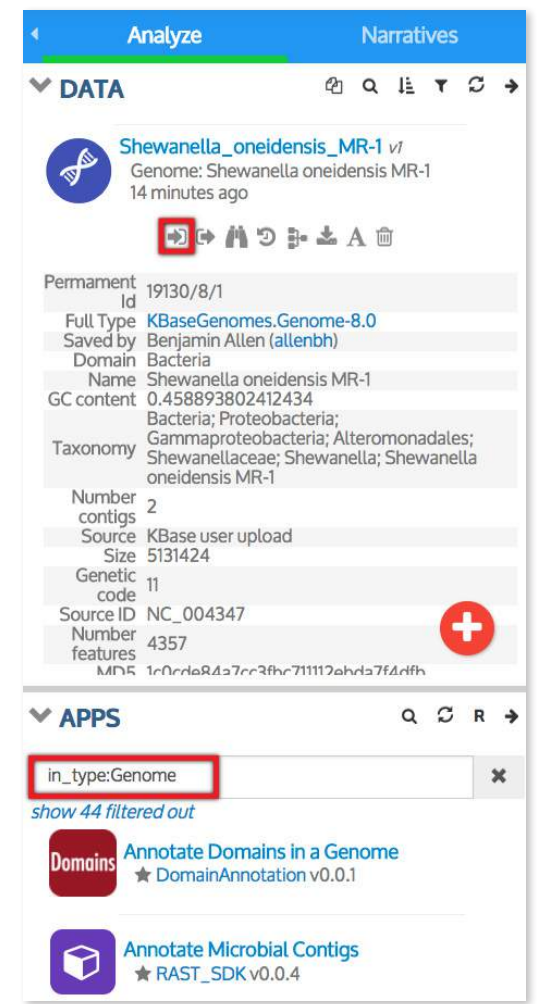 Analyze Narratives
DATA
Shewanella_oneidensis_MR-1 v1
Genome: Shewanella oneidensis MR-1
14 minutes ago
A
Permament Id 19130/8/1
Full Type KBaseGenomes.Genome-8.0
Saved by Benjamin Allen (allenbh)
Domain Bacteria
Name Shewanella oneidensis MR-1
GC content 0.458893802412434
Taxonomy Bacteria; Proteobacteria;
Gammaproteobacteria; Alteromonadales;
Shewanellaceae; Shewanella; Shewanella
oneidensis MR-1
Number contigs 2
Source KBase user upload
Size 5131424
Genetic code 11
Source ID NC_004347
Number features 4357
MD5
APPS
R
in_type:Genome
show 44 filtered out
Domains
Annotate Domains in a Genome
DomainAnnotation v0.0.1
Annotate Microbial Contigs
RAST_SDK v0.0.4